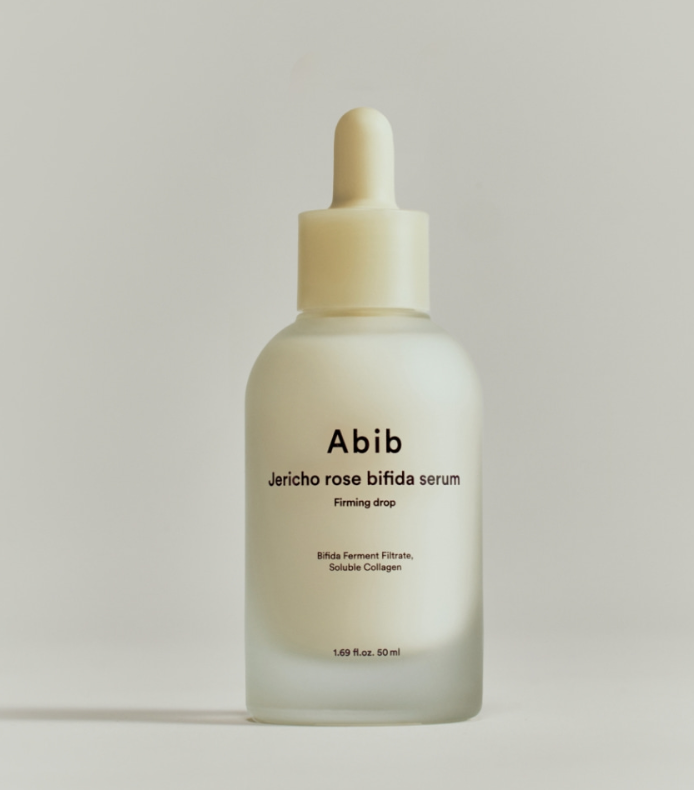 Abib
Jericho rose bifida serum
Firming drop
Bifida Ferment Filtrate,
Soluble Collagen
1.69 fl.oz. 50 ml